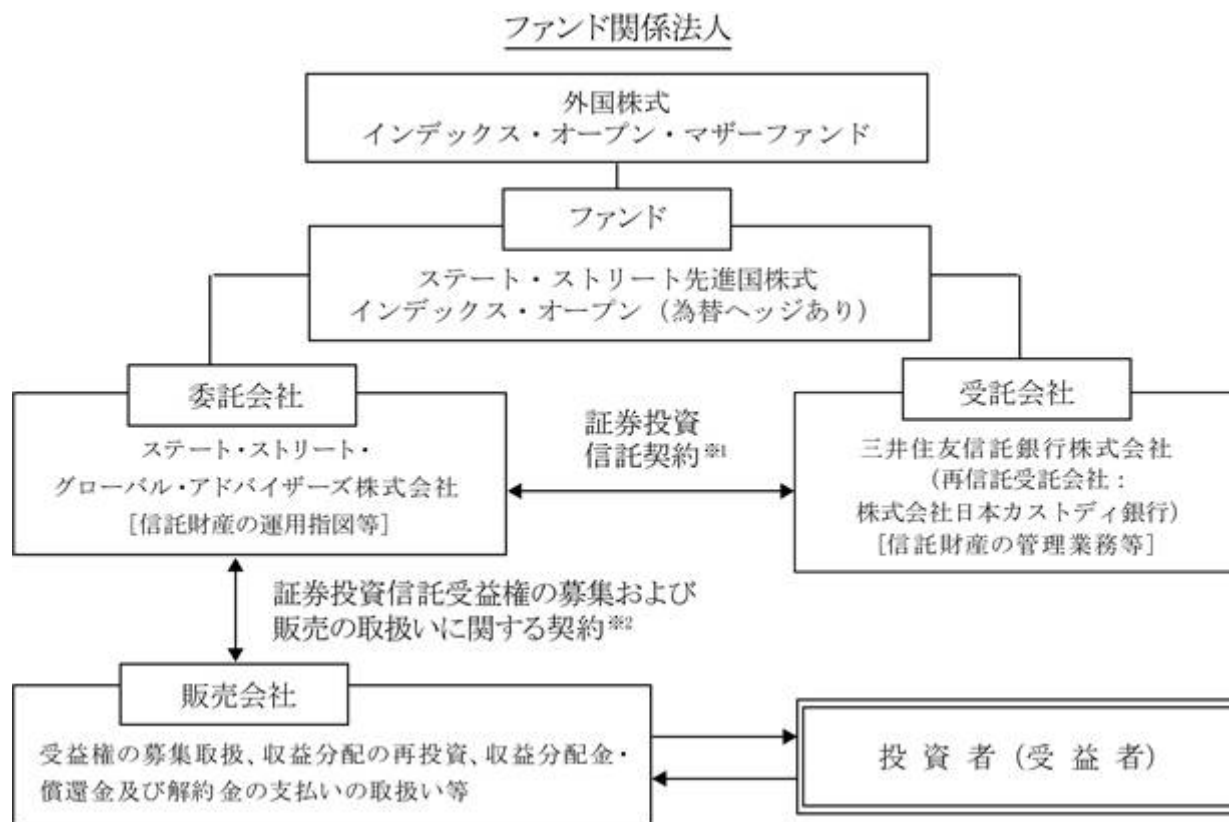 ファンド関係法人
外国株式
インデックス・オープン・マザーファンド
ファンド
ステート・ストリート先進国株式
インデックス・オープン（為替ヘッジあり）
委託会社
ステート・ストリート・
グローバル・アドバイザーズ株式会社
[信託財産の運用指図等]
証券投資
信託契約※1
受託会社
三井住友信託銀行株式会社
(再信託受託会社：
株式会社日本カストディ銀行)
[信託財産の管理業務等]
証券投資信託受益権の募集および
販売の取扱いに関する契約※2
販売会社
受益権の募集取扱、収益分配の再投資、収益分配金・
償還金及び解約金の支払いの取扱い等
投資者（受益者）